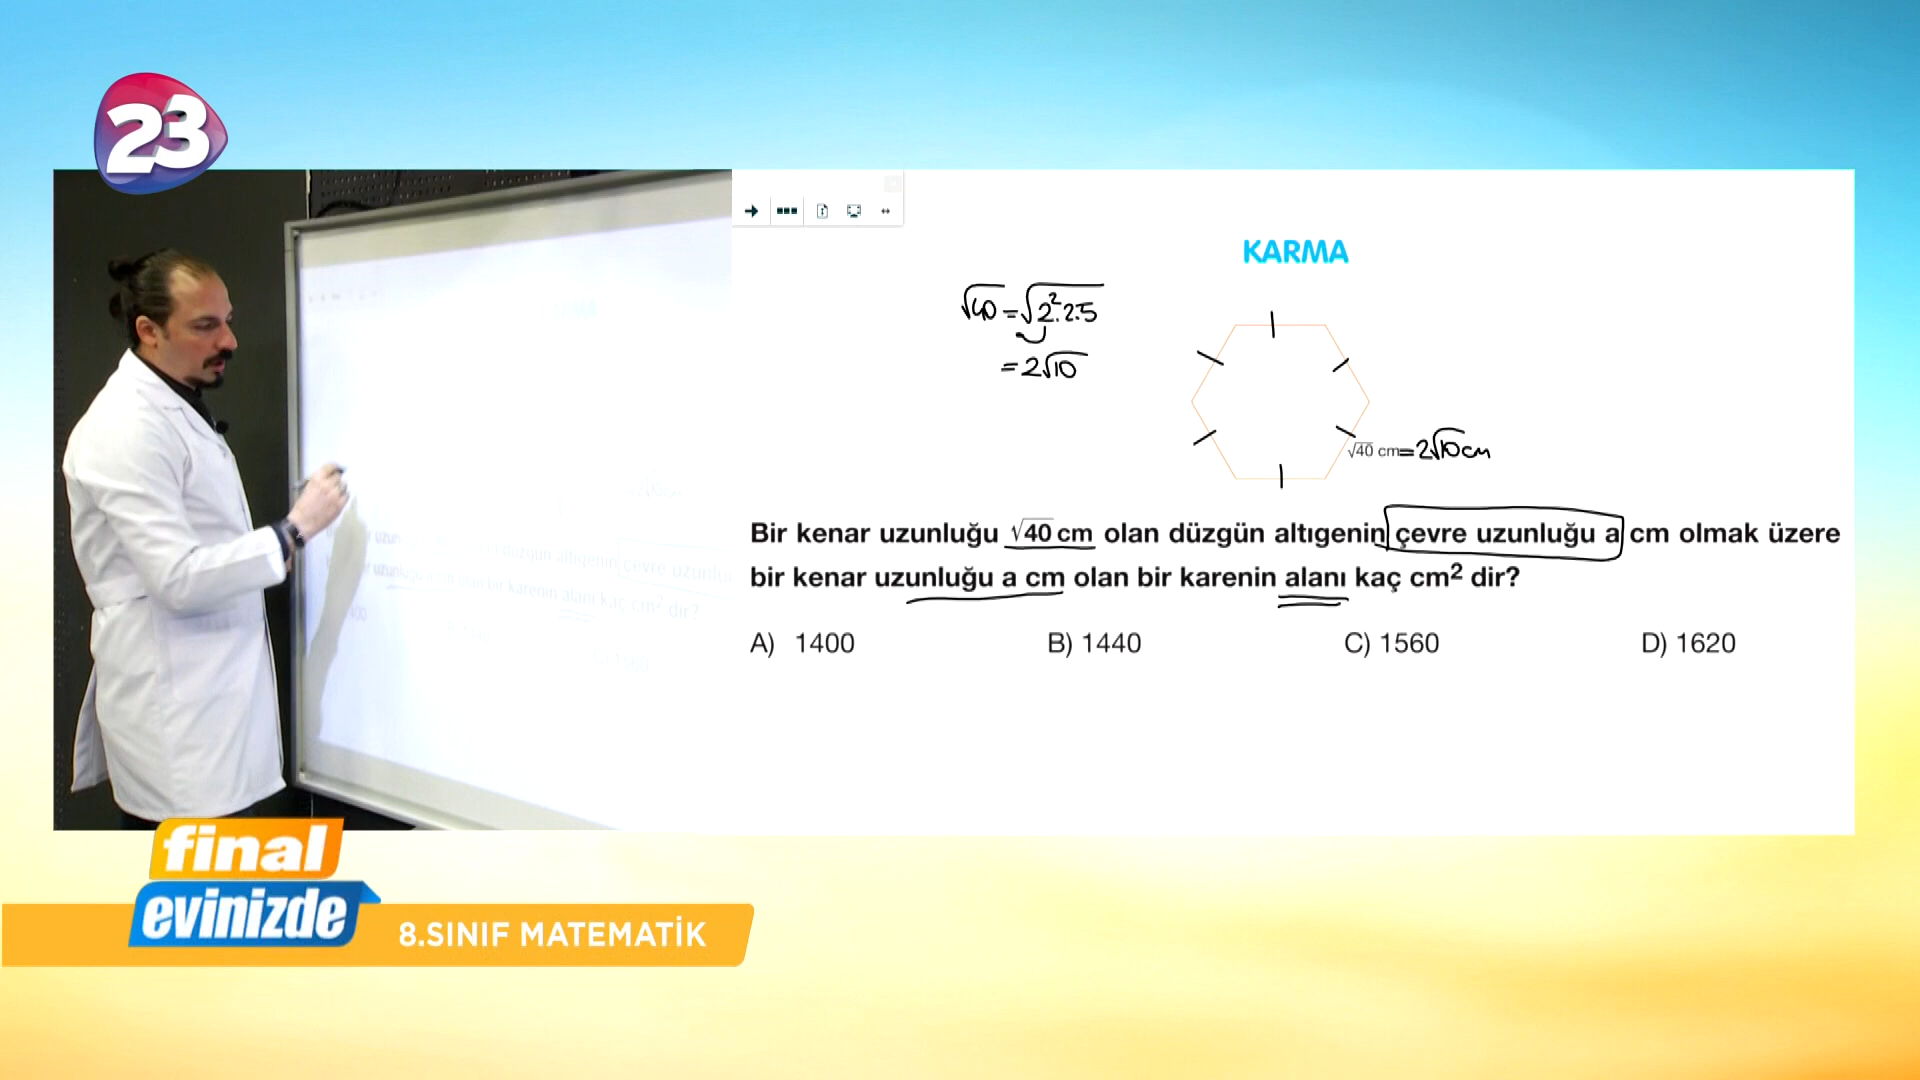 23
KARMA
√40 = √2².2.5
= 2√10
√40 cm = 2√10 cm
Bir kenar uzunluğu √40 cm olan düzgün altıgenin çevre uzunluğu a cm olmak üzere
bir kenar uzunluğu a cm olan bir karenin alanı kaç cm² dir?
A) 1400 B) 1440 C) 1560 D) 1620
final
evinizde
8.SINIF MATEMATİK